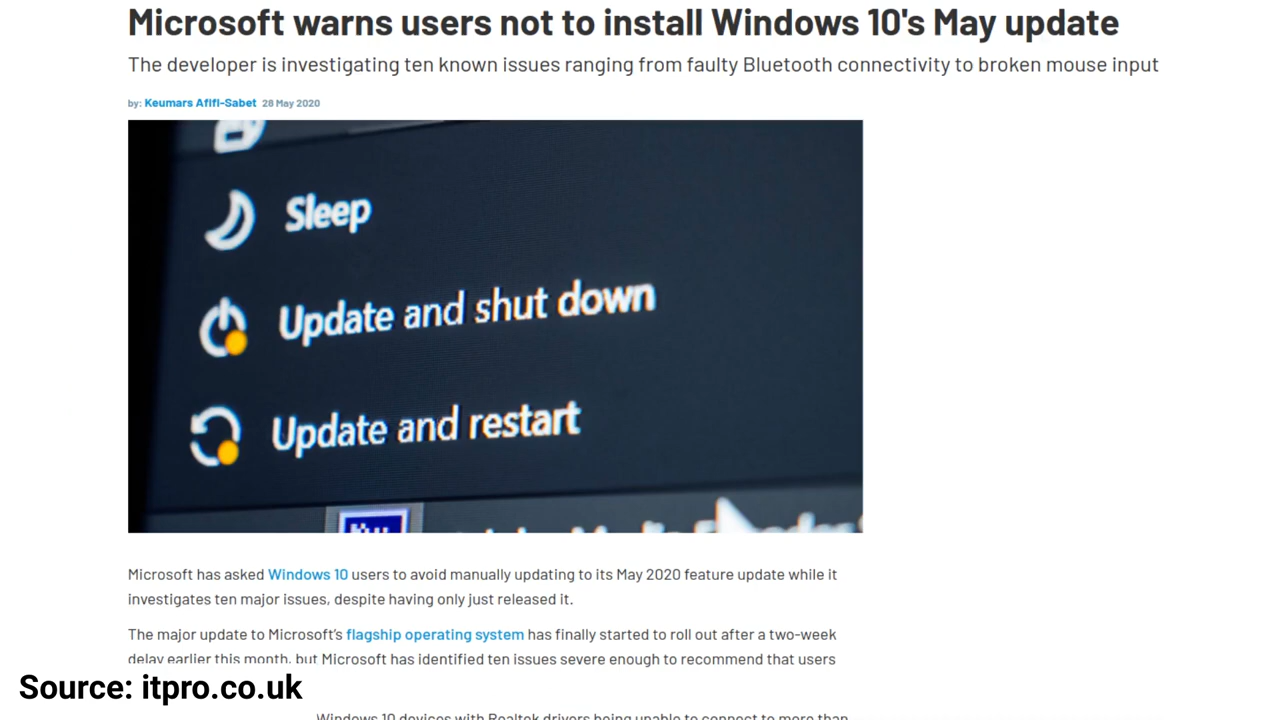 Microsoft warns users not to install Windows 10's May update
The developer is investigating ten known issues ranging from faulty Bluetooth connectivity to broken mouse input
by: Keumars Afifi-Sabet 28 May 2020
Sleep
Update and shut down
Update and restart
Microsoft has asked Windows 10 users to avoid manually updating to its May 2020 feature update while it
investigates ten major issues, despite having only just released it.
The major update to Microsoft's flagship operating system has finally started to roll out after a two-week
delay earlier this month, but Microsoft has identified ten issues severe enough to recommend that users
Source: itpro.co.uk
Windows 10 devices with Realtek drivers being unable to connect to more than